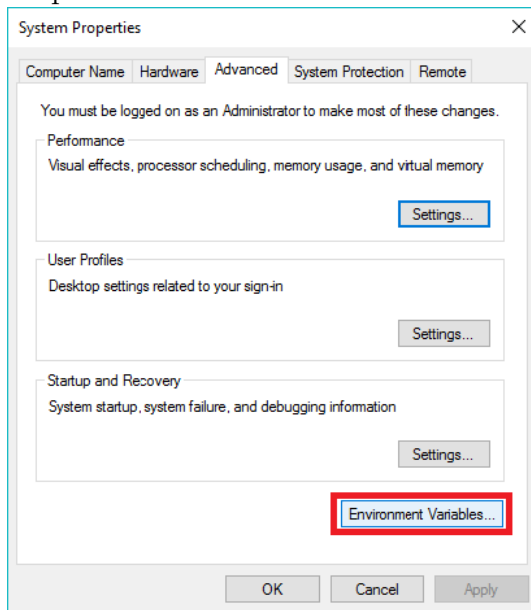 System Properties
Computer Name Hardware Advanced System Protection Remote
You must be logged on as an Administrator to make most of these changes.
Performance
Visual effects, processor scheduling, memory usage, and virtual memory
Settings...
User Profiles
Desktop settings related to your sign-in
Settings...
Startup and Recovery
System startup, system failure, and debugging information
Settings...
Environment Variables...
OK Cancel Apply